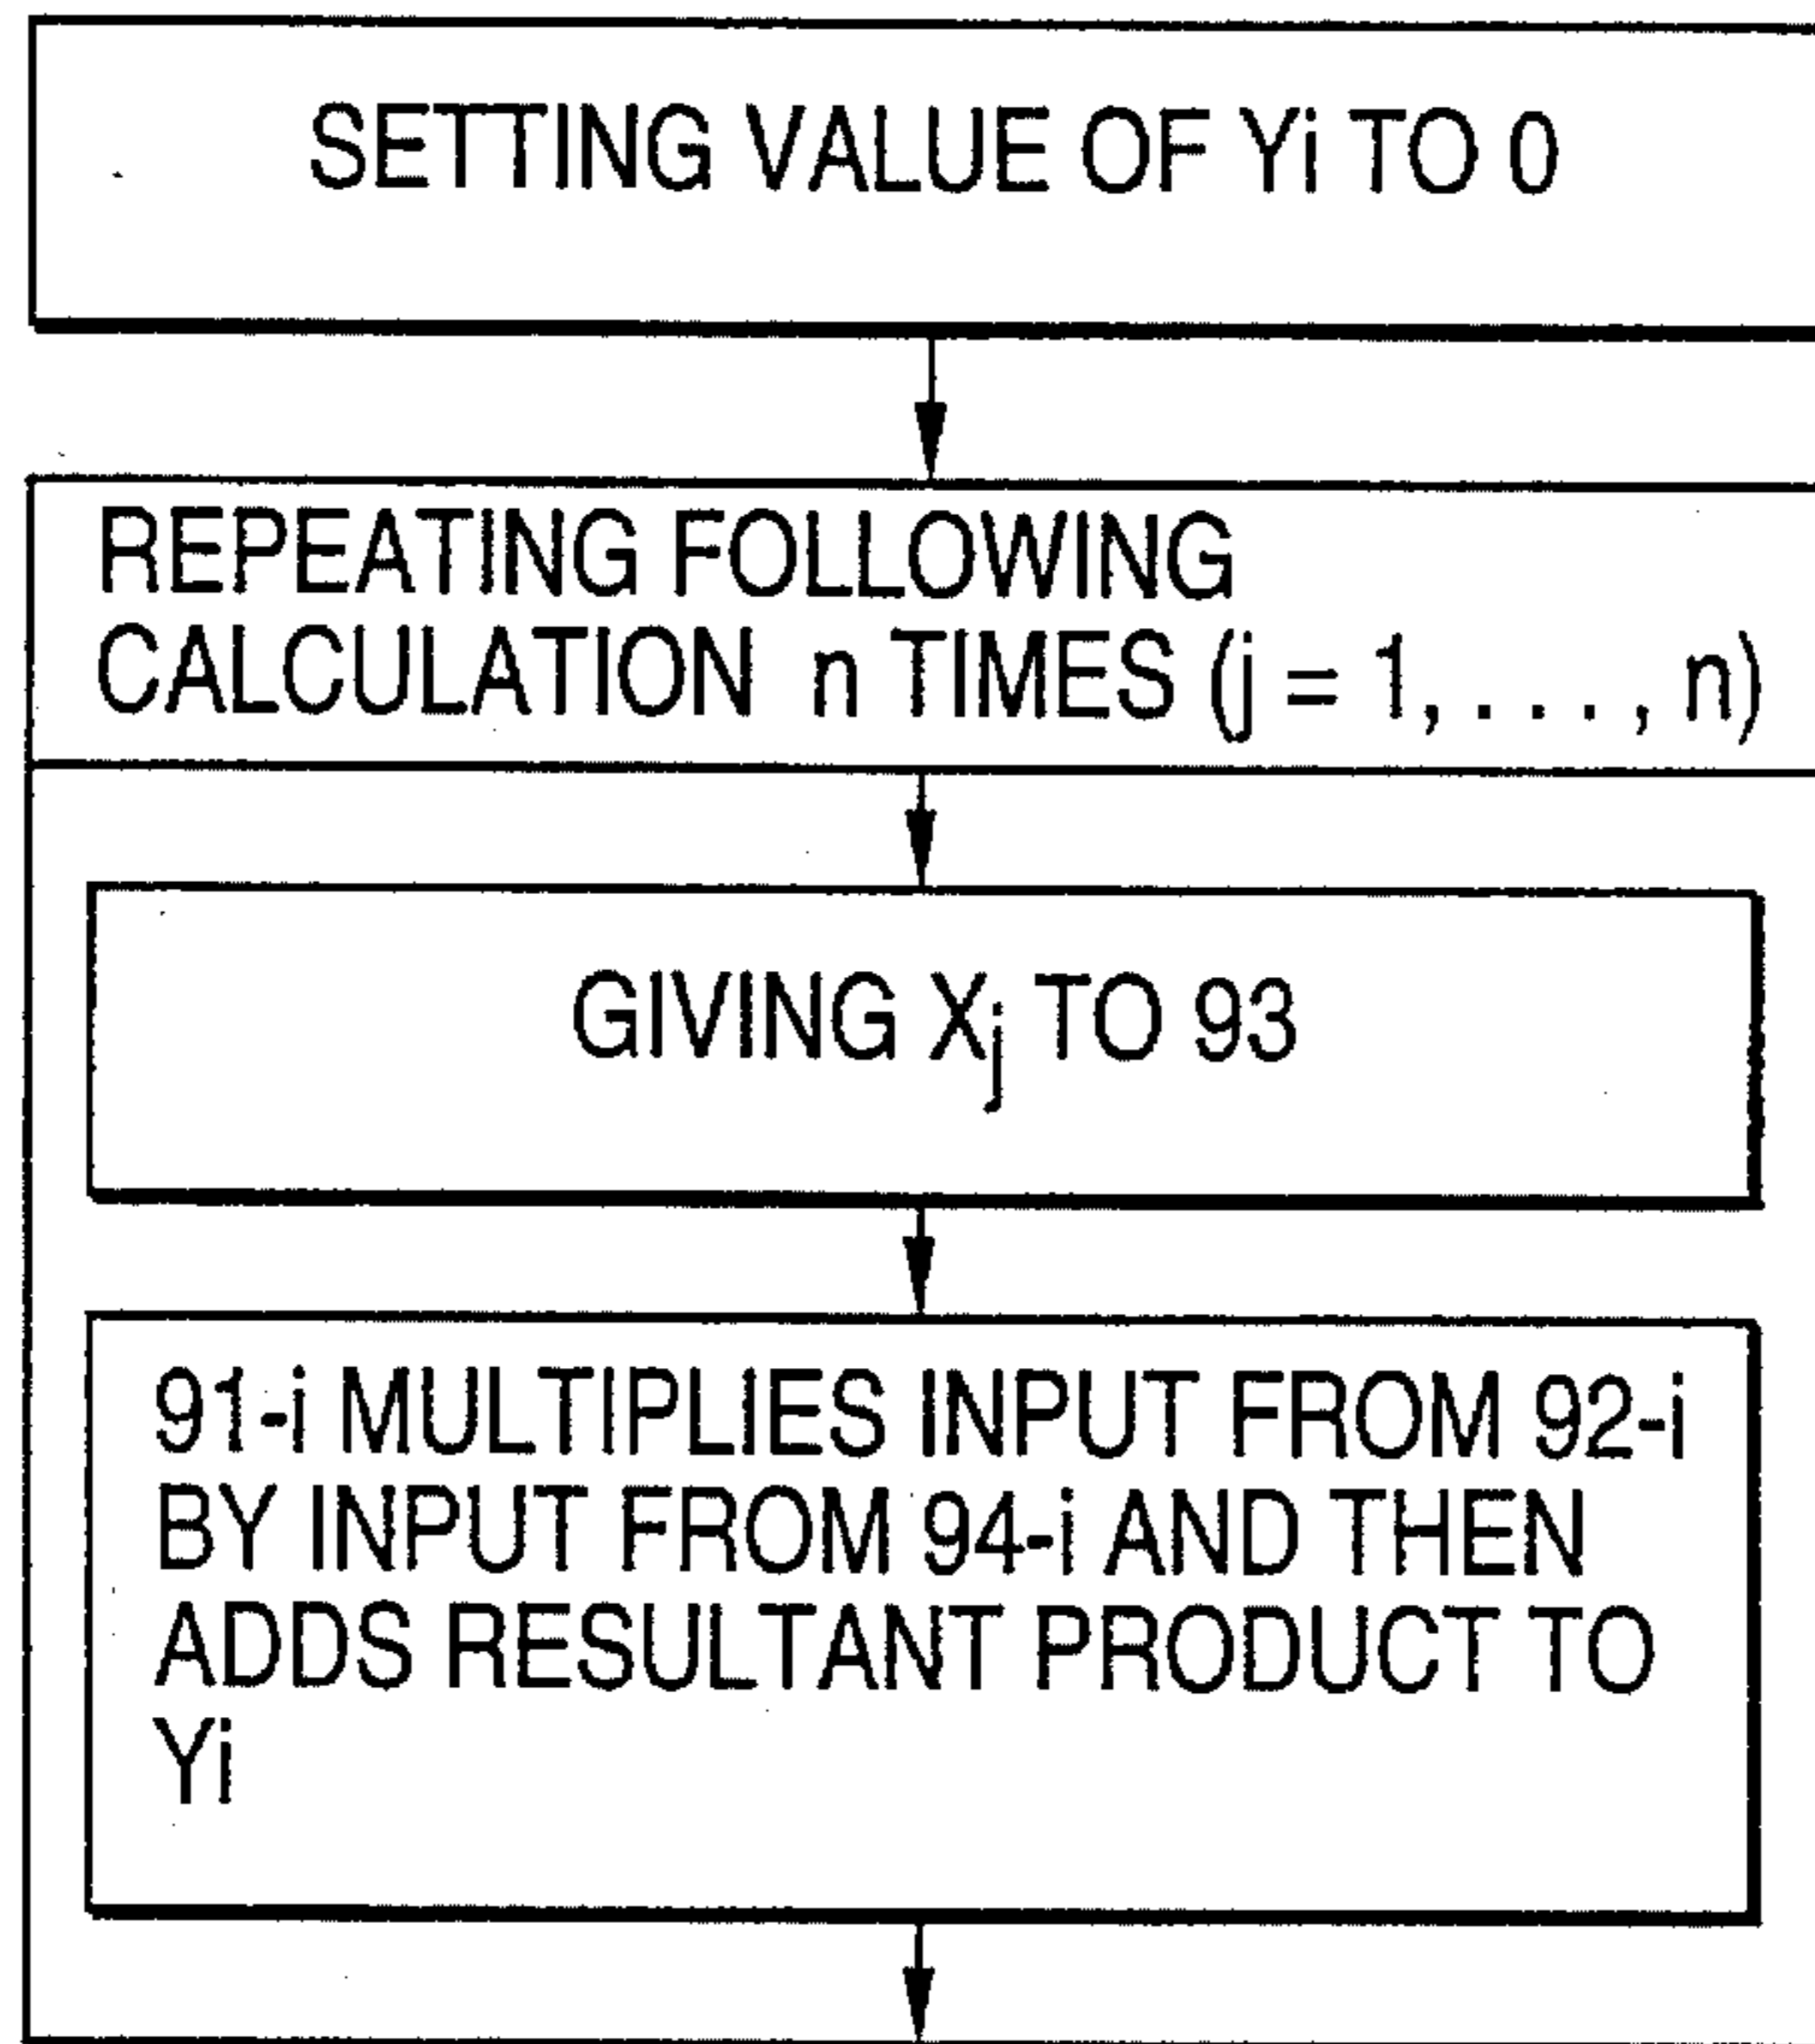 SETTING VALUE OF Yi TO 0
REPEATING FOLLOWING
CALCULATION n TIMES (j = 1, . . . , n)
GIVING Xj TO 93
91-i MULTIPLIES INPUT FROM 92-i
BY INPUT FROM 94-i AND THEN
ADDS RESULTANT PRODUCT TO
Yi